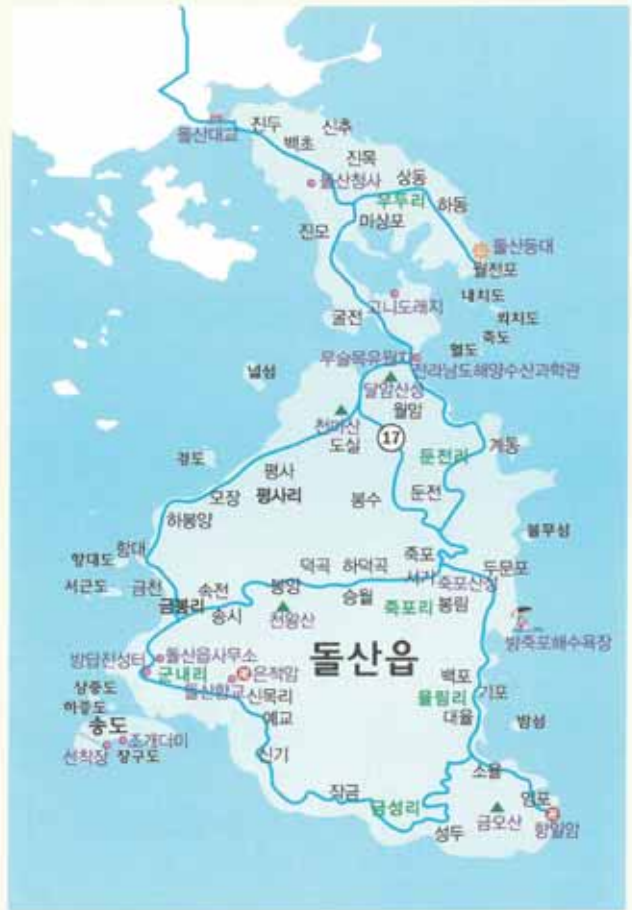 돌산대교
진두
백초
신추
진목
돌산청사
상동
우두리
하동
미상포
진모
돌산등대
월전포
고니도래지
내치도
외치도
굴전
죽도
혈도
무슬목유원지
전라남도해양수산과학관
널섬
달암산성
월암
천마산
도실
17
둔전리
계동
경도
평사
평사리
모장
봉수
둔전
하봉양
불무섬
항대
항대도
죽포
두문포
서근도
금천
속전
봉양
덕곡
하덕곡
서기
죽포산성
금봉리
송시
승월
죽포리
봉림
천왕산
방죽포해수욕장
돌산읍
방답진성터
돌산읍사무소
군내리
은적암
돌산향교
신목리
백포
율림리
기포
상증도
하증도
송도
예교
대율
밤섬
조개더미
선착장
장구도
신기
소율
작금
금성리
성두
금오산
임포
향일암